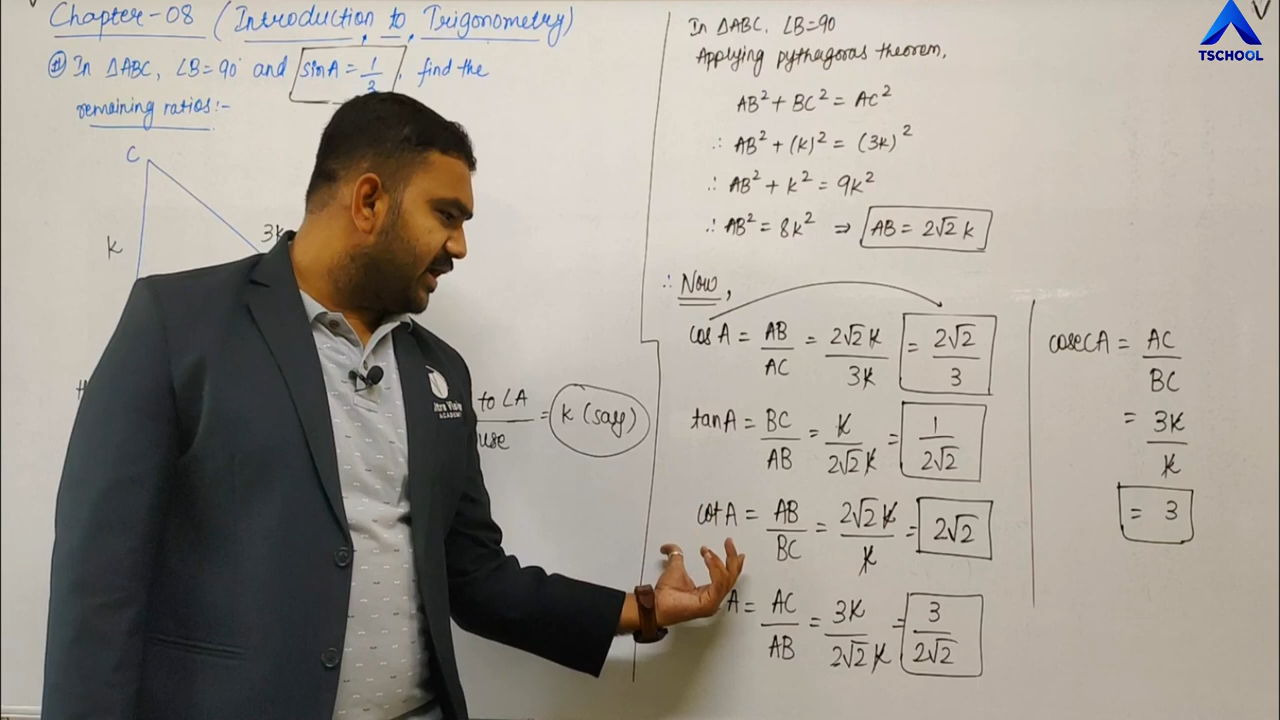 Chapter-08 (Introduction to Trigonometry)
In ΔABC, ∠B=90° and sinA = 1/3, find the
remaining ratios:-
C
K
3K
to ∠A
use
= K (say)
In ΔABC, ∠B=90
Applying pythagoras theorem,
AB² + BC² = AC²
∴ AB² + (K)² = (3K)²
∴ AB² + K² = 9K²
∴ AB² = 8K² ⇒ AB = 2√2 K
∴ Now,
cosA = AB/AC = 2√2 K/3K = 2√2/3
tanA = BC/AB = K/2√2 K = 1/2√2
cotA = AB/BC = 2√2 K/K = 2√2
A = AC/AB = 3K/2√2 K = 3/2√2
cosecA = AC/BC
= 3K/K
= 3
TSCHOOL
ACADEMY